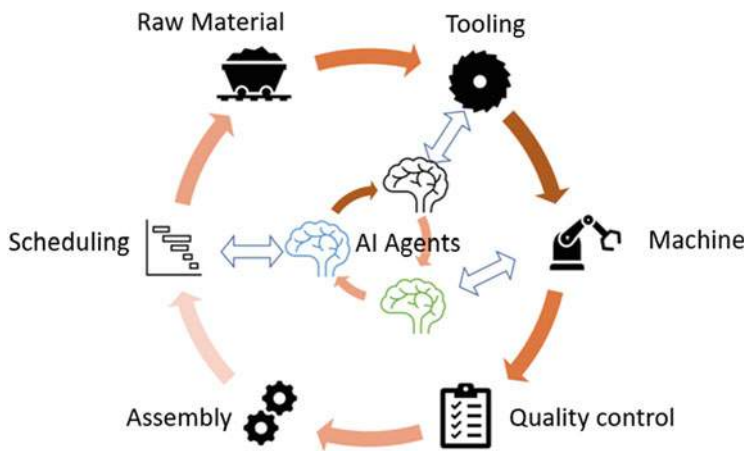 Raw Material
Tooling
Scheduling
AI Agents
Machine
Assembly
Quality control